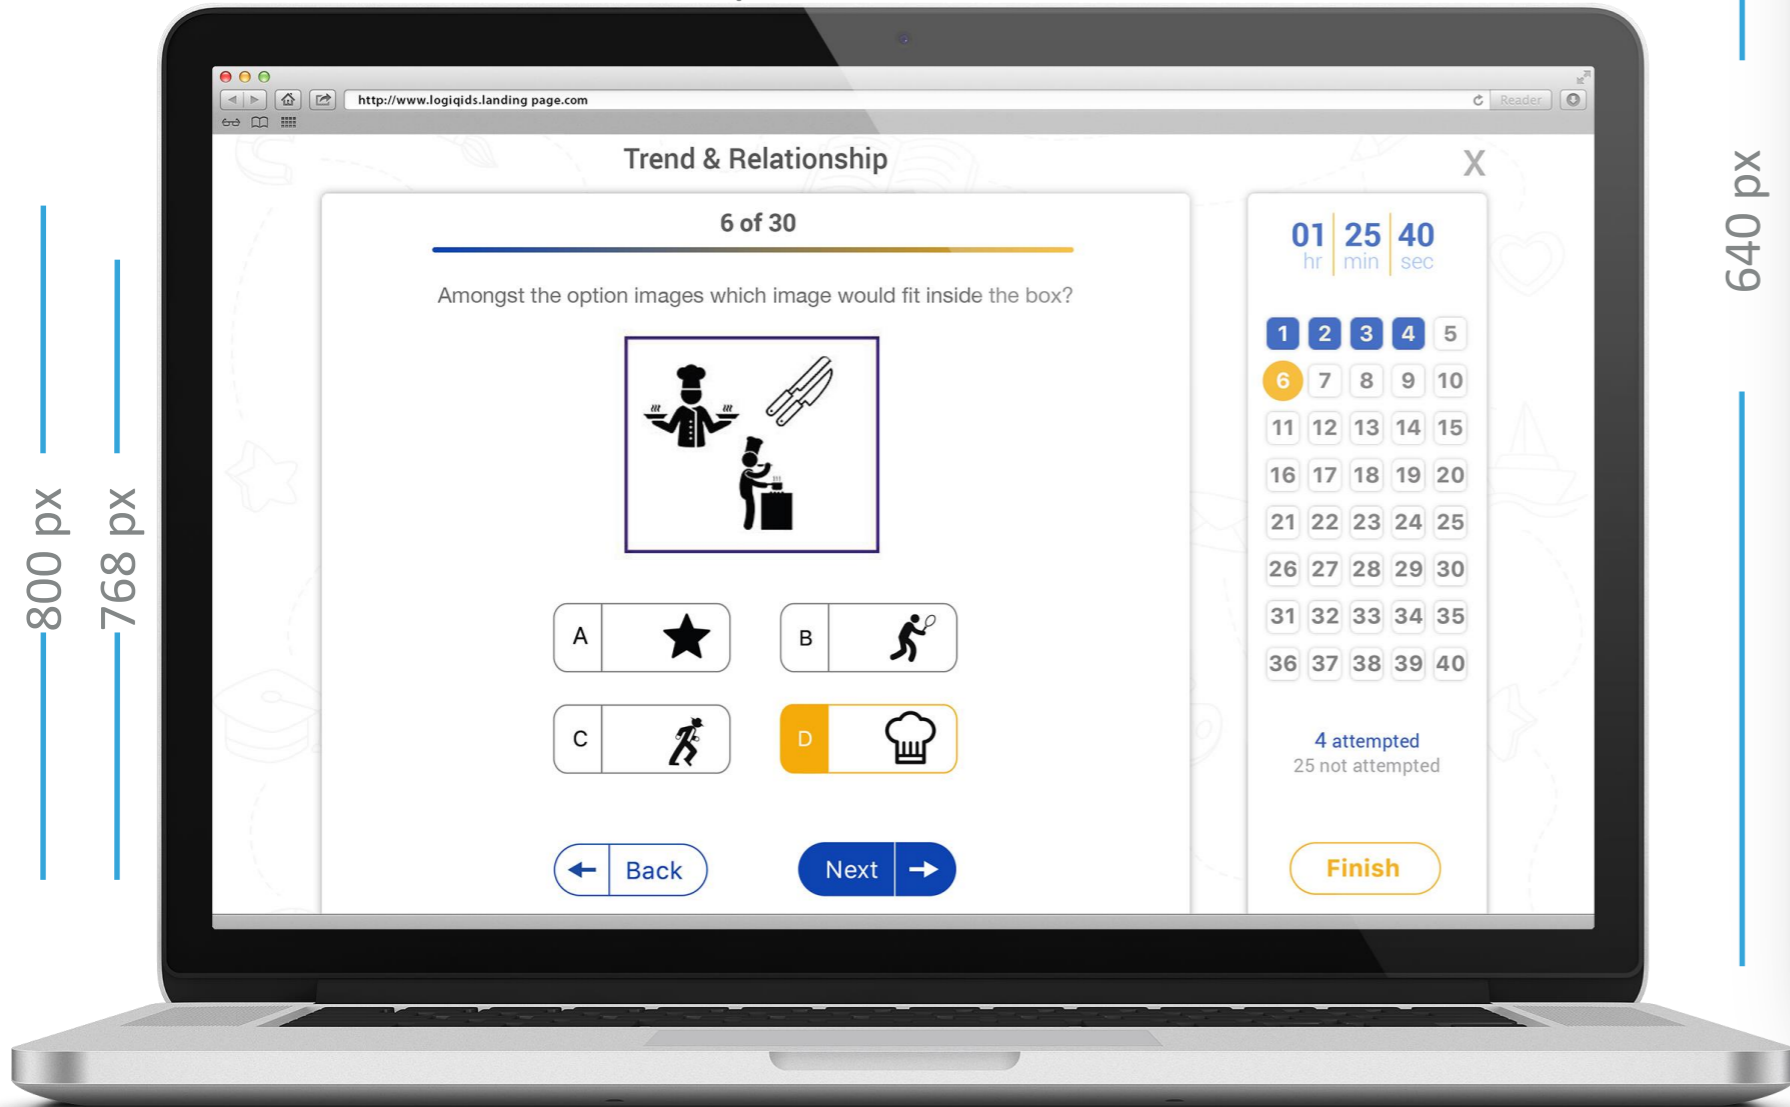 http://www.logiqids.landing page.com
Reader
Trend & Relationship
X
6 of 30
Amongst the option images which image would fit inside the box?
A
B
C
D
Back
Next
01 25 40
hr min sec
1 2 3 4 5
6 7 8 9 10
11 12 13 14 15
16 17 18 19 20
21 22 23 24 25
26 27 28 29 30
31 32 33 34 35
36 37 38 39 40
4 attempted
25 not attempted
Finish
800 px
768 px
640 px